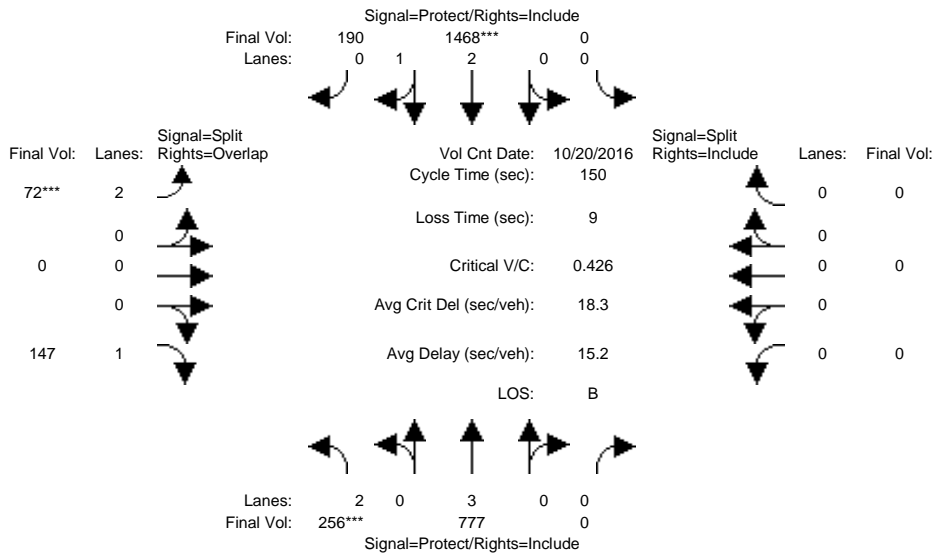 Signal=Protect/Rights=Include
Final Vol: 190 1468*** 0
Lanes: 0 1 2 0 0
Signal=Split
Final Vol: Lanes: Rights=Overlap
Vol Cnt Date: 10/20/2016
Signal=Split
Rights=Include Lanes: Final Vol:
Cycle Time (sec): 150
72*** 2
0 0
Loss Time (sec): 9
0
0
0 0
Critical V/C: 0.426
0 0
0
Avg Crit Del (sec/veh): 18.3
0
147 1
Avg Delay (sec/veh): 15.2
0 0
LOS: B
Lanes: 2 0 3 0 0
Final Vol: 256*** 777 0
Signal=Protect/Rights=Include